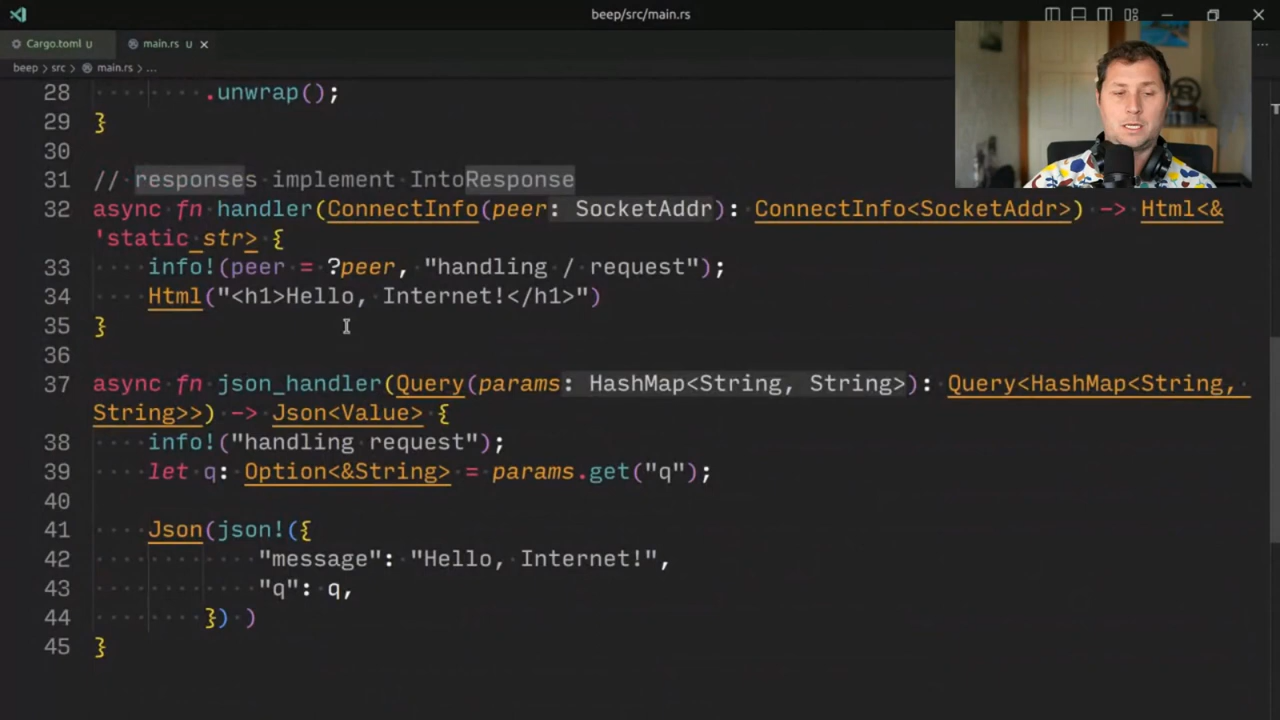 beep/src/main.rs
Cargo.toml U
main.rs U
beep > src > main.rs > ...
28 .unwrap();
29 }
30
31 // responses implement IntoResponse
32 async fn handler(ConnectInfo(peer: SocketAddr): ConnectInfo<SocketAddr>) -> Html<&
'static str> {
33 info!(peer = ?peer, "handling / request");
34 Html("<h1>Hello, Internet!</h1>")
35 }
36
37 async fn json_handler(Query(params: HashMap<String, String>): Query<HashMap<String,
String>>) -> Json<Value> {
38 info!("handling request");
39 let q: Option<&String> = params.get("q");
40
41 Json(json!({
42 "message": "Hello, Internet!",
43 "q": q,
44 }) )
45 }